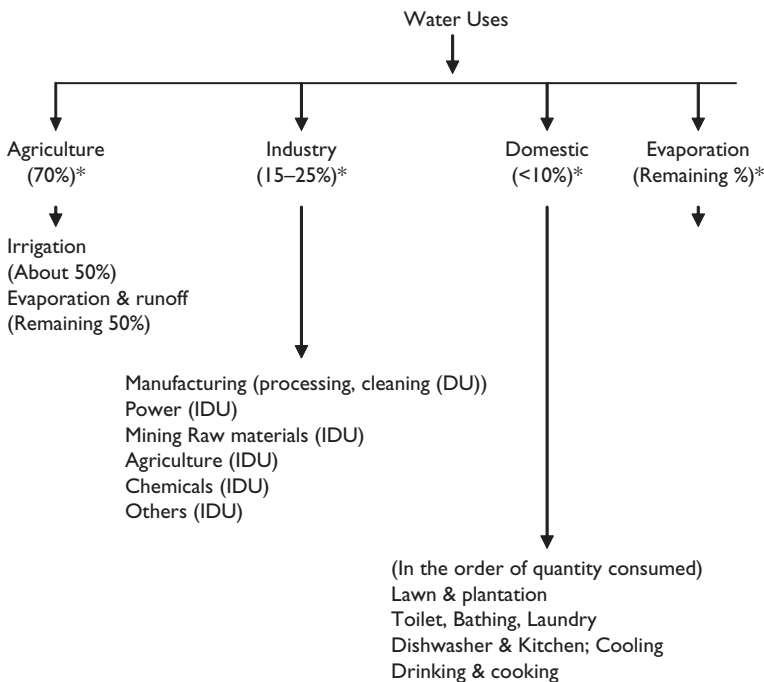 Water Uses
Agriculture
(70%)*
Industry
(15–25%)*
Domestic
(<10%)*
Evaporation
(Remaining %)*
Irrigation
(About 50%)
Evaporation & runoff
(Remaining 50%)
Manufacturing (processing, cleaning (DU))
Power (IDU)
Mining Raw materials (IDU)
Agriculture (IDU)
Chemicals (IDU)
Others (IDU)
(In the order of quantity consumed)
Lawn & plantation
Toilet, Bathing, Laundry
Dishwasher & Kitchen; Cooling
Drinking & cooking